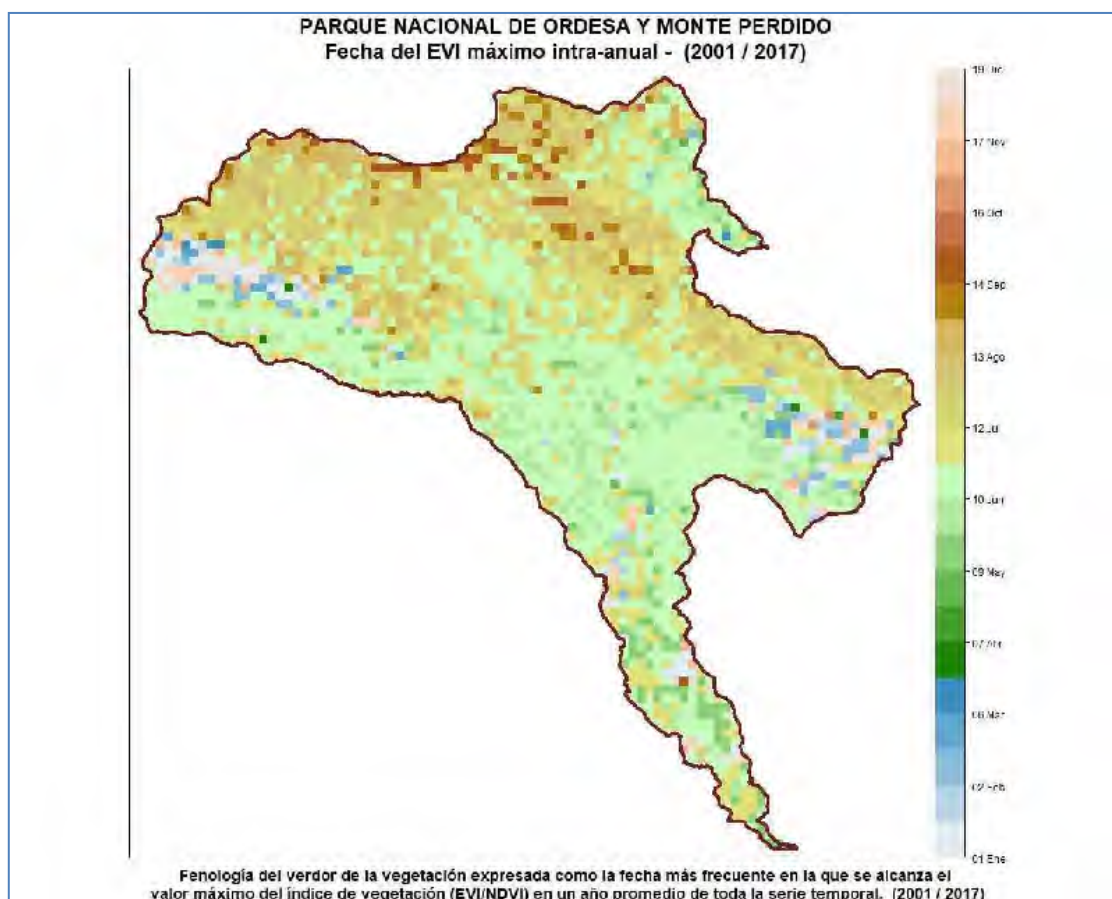 PARQUE NACIONAL DE ORDESA Y MONTE PERDIDO
Fecha del EVI máximo intra-anual - (2001 / 2017)
19 Dic
17 Nov
16 Oct
14 Sep
13 Ago
12 Jul
10 Jun
09 May
07 Abr
06 Mar
02 Feb
01 Ene
Fenología del verdor de la vegetación expresada como la fecha más frecuente en la que se alcanza el
valor máximo del índice de vegetación (EVI/NDVI) en un año promedio de toda la serie temporal. (2001 / 2017)